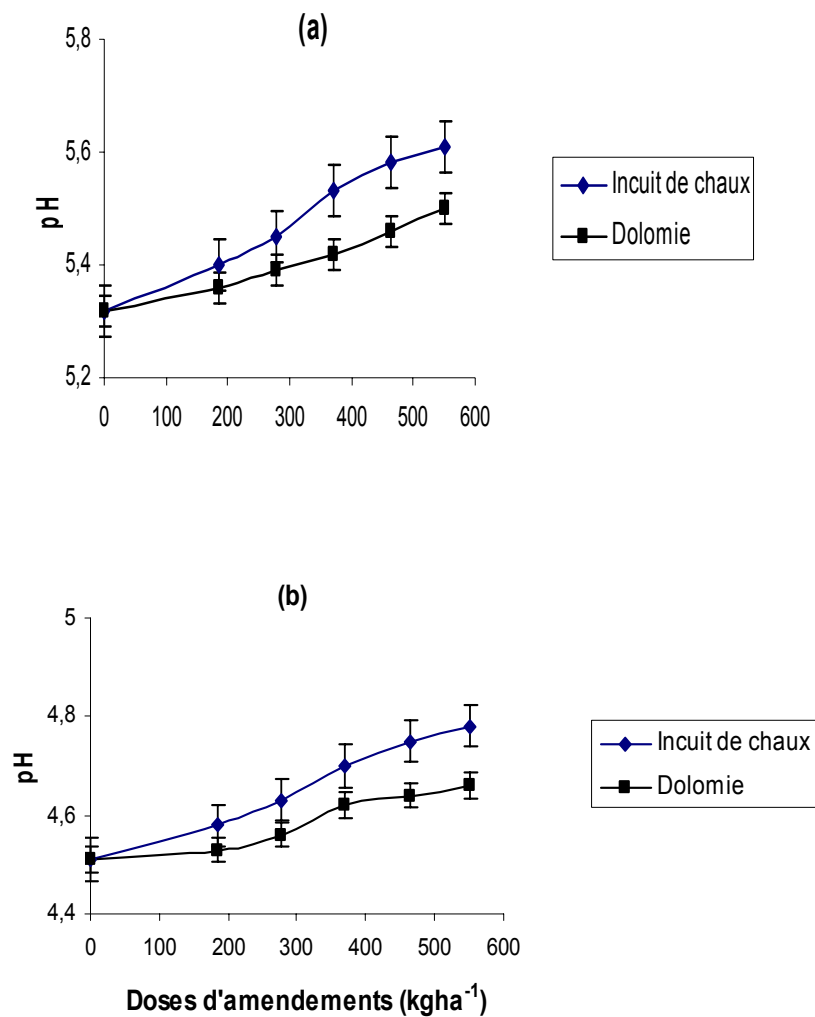 (a)
5,8
5,6
5,4
5,2
pH
0 100 200 300 400 500 600
Incuit de chaux
Dolomie
(b)
5
4,8
4,6
4,4
pH
0 100 200 300 400 500 600
Incuit de chaux
Dolomie
Doses d'amendements (kgha⁻¹)